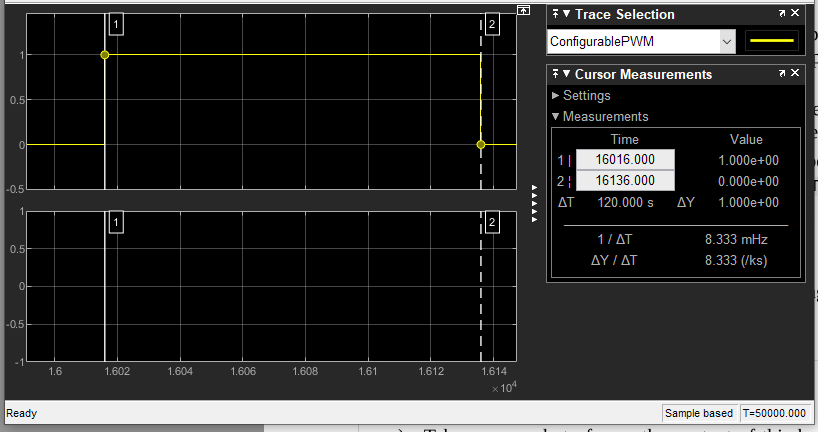 1
2
1
0.5
0
-0.5
1
2
1
0.5
0
-0.5
-1
1.6 1.602 1.604 1.606 1.608 1.61 1.612 1.614
×10⁴
Trace Selection
ConfigurablePWM
Cursor Measurements
Settings
Measurements
Time Value
1 | 16016.000 1.000e+00
2 ¦ 16136.000 0.000e+00
ΔT 120.000 s ΔY 1.000e+00
1 / ΔT 8.333 mHz
ΔY / ΔT 8.333 (/ks)
Ready Sample based T=50000.000